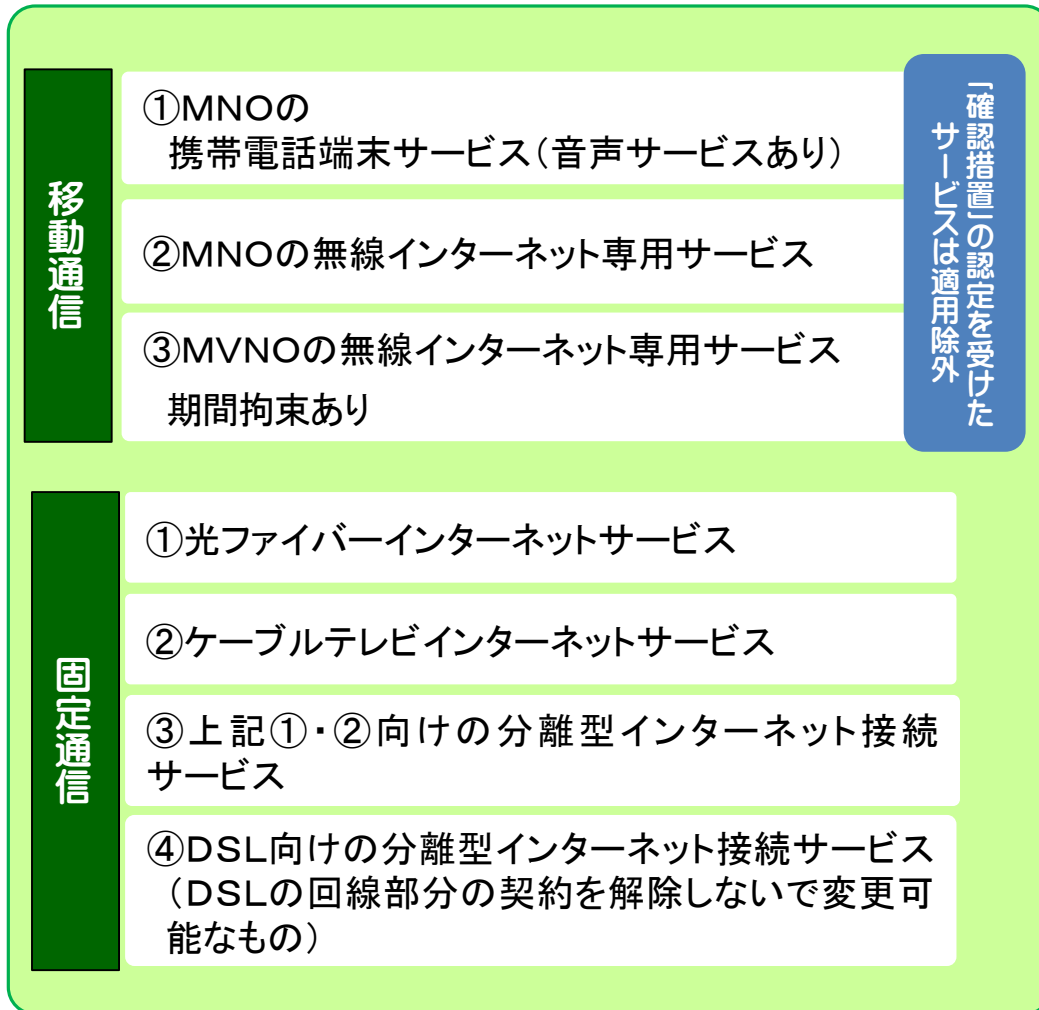 移動通信
①MNOの
携帯電話端末サービス(音声サービスあり)
②MNOの無線インターネット専用サービス
③MVNOの無線インターネット専用サービス
期間拘束あり
「確認措置」の認定を受けた
サービスは適用除外
固定通信
①光ファイバーインターネットサービス
②ケーブルテレビインターネットサービス
③上記①・②向けの分離型インターネット接続
サービス
④DSL向けの分離型インターネット接続サービス
(DSLの回線部分の契約を解除しないで変更可
能なもの)